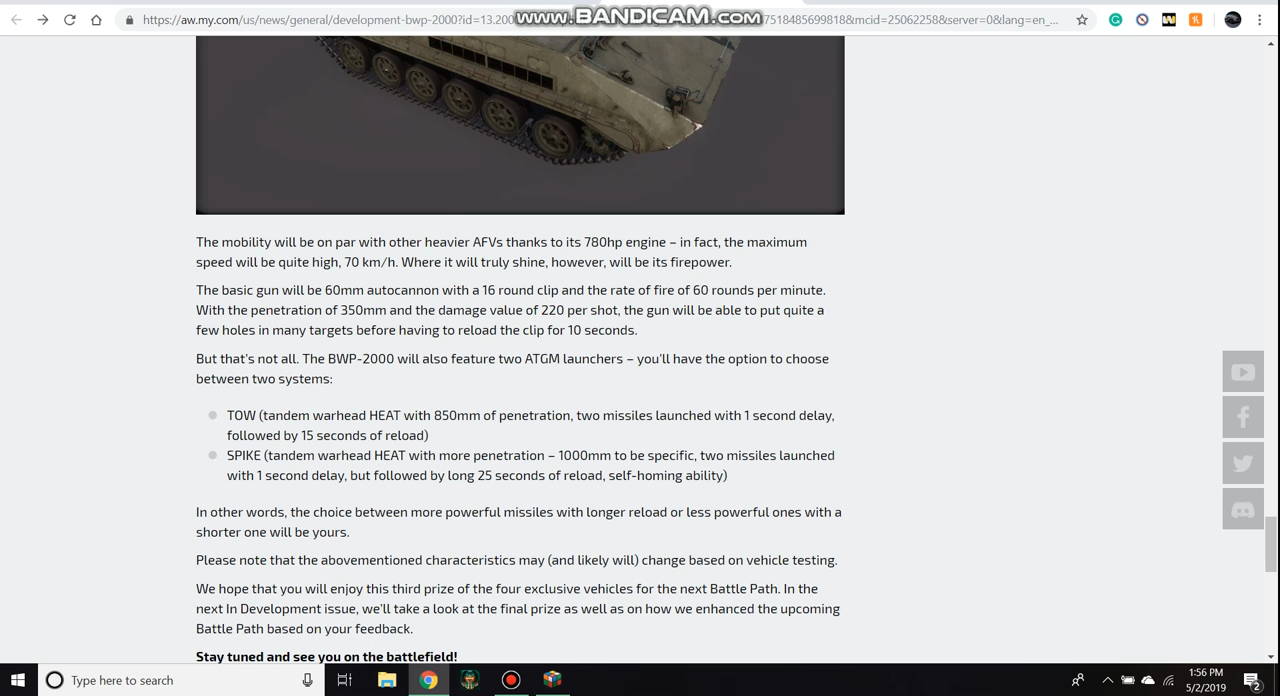 https://aw.my.com/us/news/general/development-bwp-2000?id=13.200
www.BANDICAM.com
7518485699818&mcid=25062258&server=0&lang=en_...
The mobility will be on par with other heavier AFVs thanks to its 780hp engine – in fact, the maximum
speed will be quite high, 70 km/h. Where it will truly shine, however, will be its firepower.
The basic gun will be 60mm autocannon with a 16 round clip and the rate of fire of 60 rounds per minute.
With the penetration of 350mm and the damage value of 220 per shot, the gun will be able to put quite a
few holes in many targets before having to reload the clip for 10 seconds.
But that's not all. The BWP-2000 will also feature two ATGM launchers – you'll have the option to choose
between two systems:
TOW (tandem warhead HEAT with 850mm of penetration, two missiles launched with 1 second delay,
followed by 15 seconds of reload)
SPIKE (tandem warhead HEAT with more penetration – 1000mm to be specific, two missiles launched
with 1 second delay, but followed by long 25 seconds of reload, self-homing ability)
In other words, the choice between more powerful missiles with longer reload or less powerful ones with a
shorter one will be yours.
Please note that the abovementioned characteristics may (and likely will) change based on vehicle testing.
We hope that you will enjoy this third prize of the four exclusive vehicles for the next Battle Path. In the
next In Development issue, we'll take a look at the final prize as well as on how we enhanced the upcoming
Battle Path based on your feedback.
Stay tuned and see you on the battlefield!
Type here to search
1:56 PM
5/2/2019
2